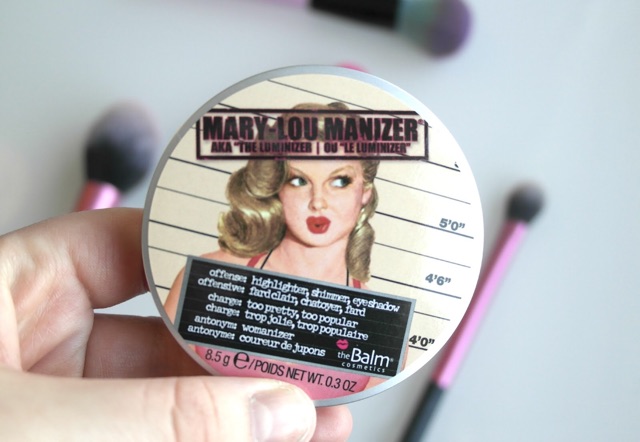 MARY-LOU MANIZER
AKA "THE LUMINIZER | OU "LE LUMINIZER"
5'0"
4'6"
4'0"
offense: highlighter, shimmer, eyeshadow
offensive: fard clair, chatoyer, fard
charge: too pretty, too popular
charge: trop jolie, trop populaire
antonym: womanizer
antonyme: coureur de jupons
theBalm
cosmetics
8.5 g e / POIDS NET WT. 0.3 OZ